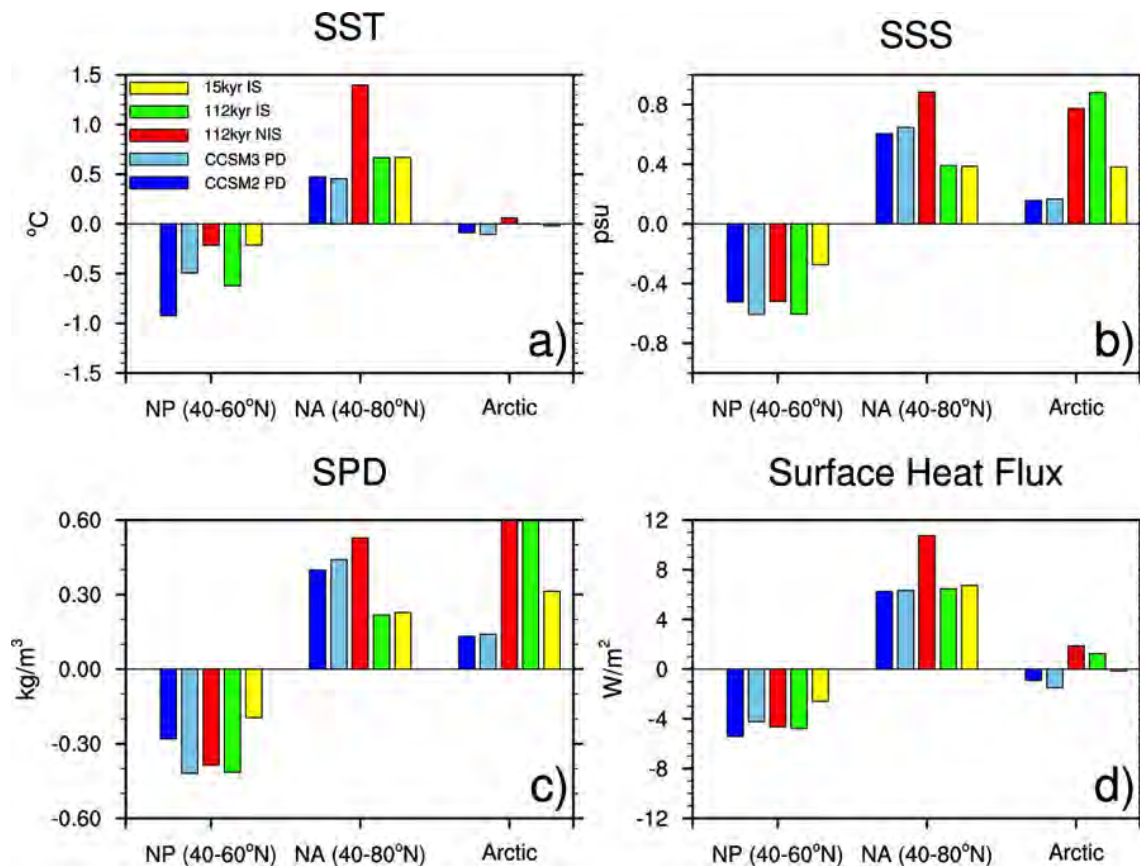 SST
1.5
1.0
0.5
0.0
-0.5
-1.0
-1.5
°C
15kyr IS
112kyr IS
112kyr NIS
CCSM3 PD
CCSM2 PD
a)
NP (40-60°N) NA (40-80°N) Arctic
SSS
0.8
0.4
0.0
-0.4
-0.8
psu
b)
NP (40-60°N) NA (40-80°N) Arctic
SPD
0.60
0.30
0.00
-0.30
-0.60
kg/m³
c)
NP (40-60°N) NA (40-80°N) Arctic
Surface Heat Flux
12
8
4
0
-4
-8
-12
W/m²
d)
NP (40-60°N) NA (40-80°N) Arctic